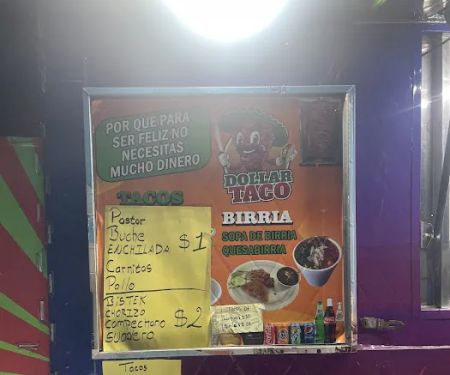 POR QUE PARA
SER FELIZ NO
NECESITAS
MUCHO DINERO
DOLLAR
TACO
TACOS
Pastor
Buche
ENCHILADA
$1
Carnitas
Pollo
BISTEK
CHORIZO
Campechano
$2
SUADERO
BIRRIA
SOPA DE BIRRIA
QUESABIRRIA
Tacos